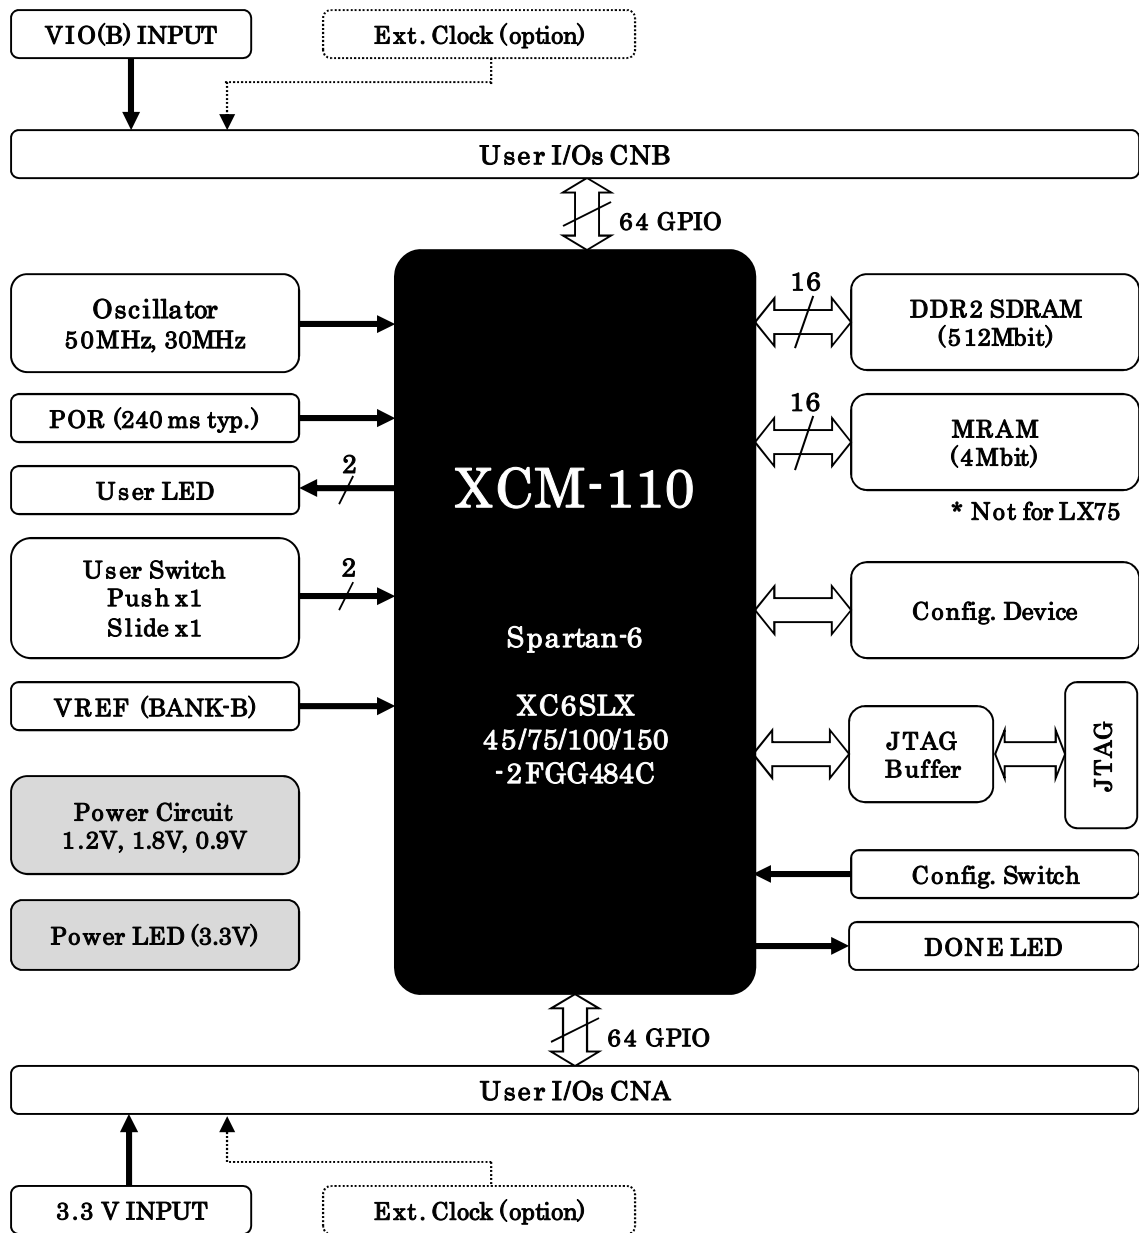 VIO(B) INPUT
Ext. Clock (option)
User I/Os CNB
64 GPIO
Oscillator
50MHz, 30MHz
POR (240 ms typ.)
2
User LED
User Switch
Push x1
Slide x1
2
VREF (BANK-B)
Power Circuit
1.2V, 1.8V, 0.9V
Power LED (3.3V)
XCM-110
Spartan-6
XC6SLX
45/75/100/150
-2FGG484C
16
DDR2 SDRAM
(512Mbit)
16
MRAM
(4Mbit)
* Not for LX75
Config. Device
JTAG
Buffer
JTAG
Config. Switch
DONE LED
64 GPIO
User I/Os CNA
3.3 V INPUT
Ext. Clock (option)